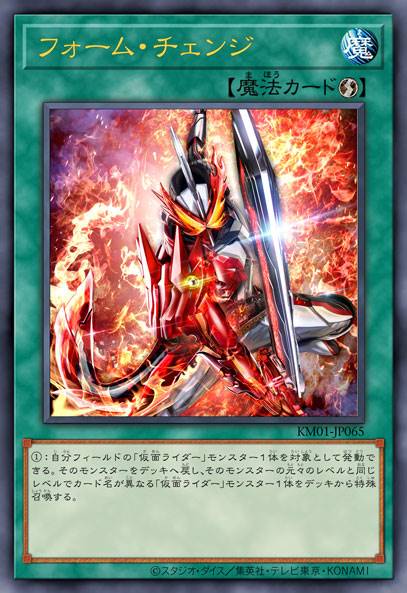 フォーム・チェンジ
魔
【魔法カード】
KM01-JP065
①：自分フィールドの「仮面ライダー」モンスター1体を対象として発動で
きる。そのモンスターをデッキへ戻し、そのモンスターの元々のレベルと同じ
レベルでカード名が異なる「仮面ライダー」モンスター1体をデッキから特殊
召喚する。
©スタジオ・ダイス／集英社・テレビ東京・KONAMI